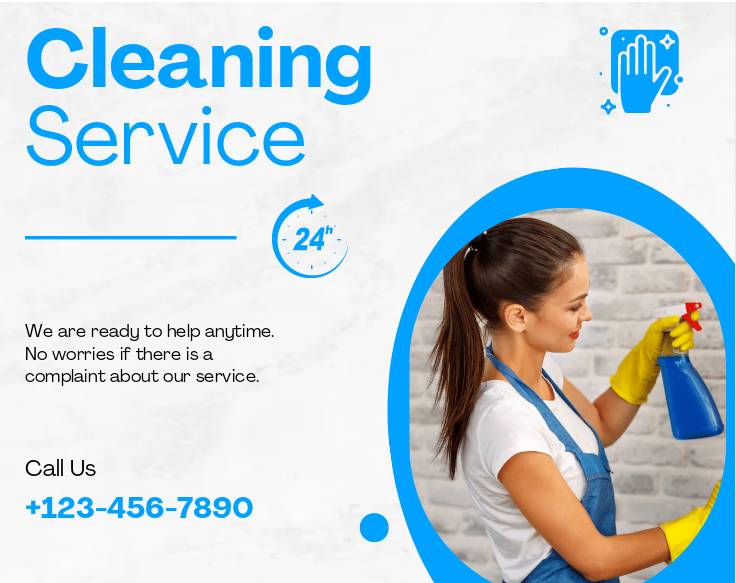 Cleaning
Service
24h
We are ready to help anytime.
No worries if there is a
complaint about our service.
Call Us
+123-456-7890